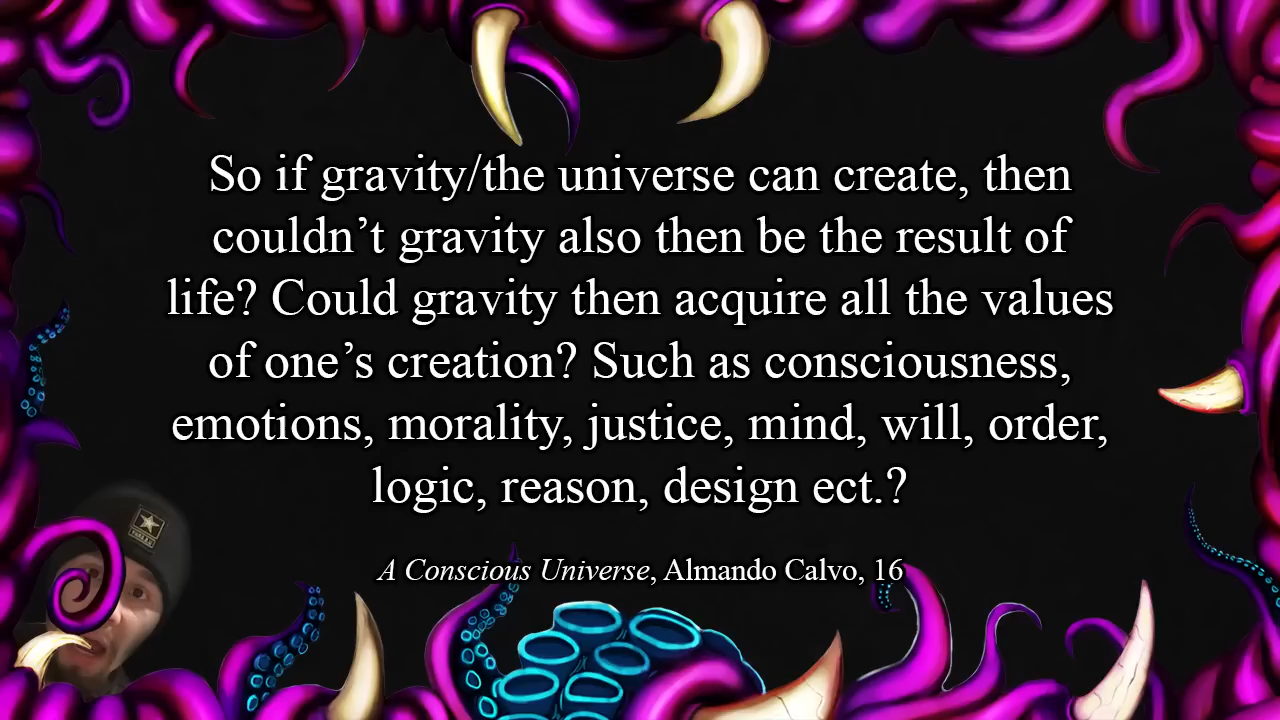 So if gravity/the universe can create, then
couldn’t gravity also then be the result of
life? Could gravity then acquire all the values
of one’s creation? Such as consciousness,
emotions, morality, justice, mind, will, order,
logic, reason, design ect.?
A Conscious Universe, Almando Calvo, 16